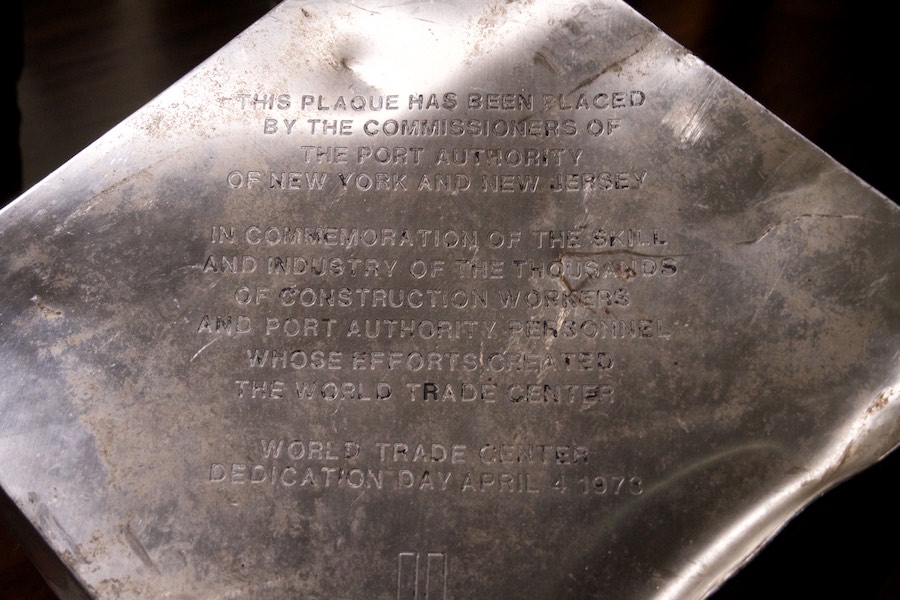 THIS PLAQUE HAS BEEN PLACED
BY THE COMMISSIONERS OF
THE PORT AUTHORITY
OF NEW YORK AND NEW JERSEY
IN COMMEMORATION OF THE SKILL
AND INDUSTRY OF THE THOUSANDS
OF CONSTRUCTION WORKERS
AND PORT AUTHORITY PERSONNEL
WHOSE EFFORTS CREATED
THE WORLD TRADE CENTER
WORLD TRADE CENTER
DEDICATION DAY APRIL 4 1973